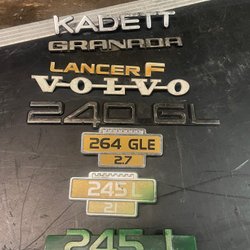 KADETT
GRANADA
LANCER F
VOLVO
240 GL
264 GLE
2.7
245 L
2.1
245 L